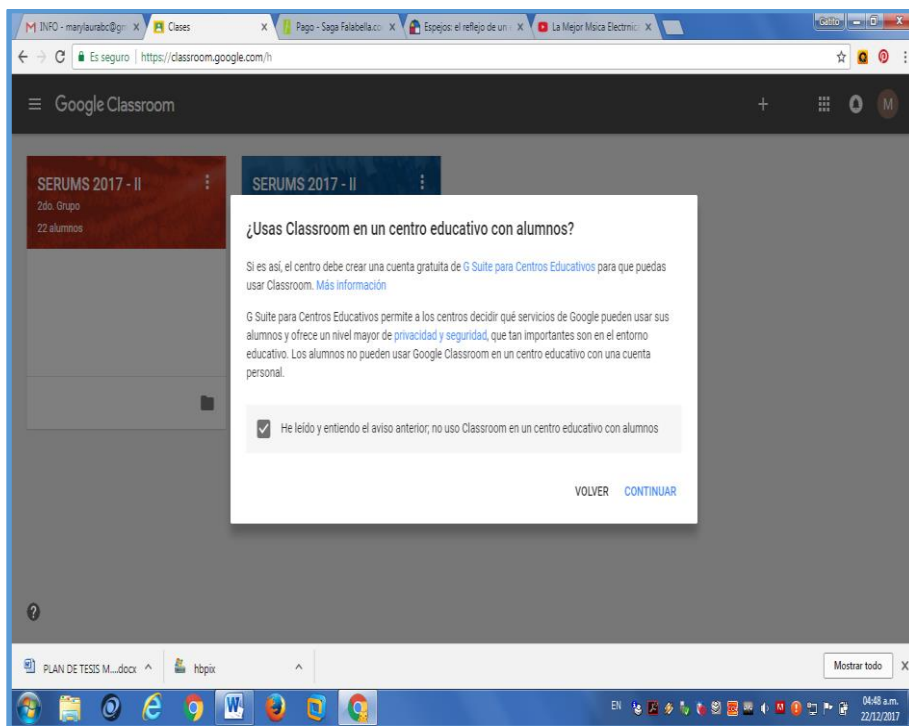 INFO - marylaurabc@gm
Clases
Pago - Saga Falabella.co
Espejos: el reflejo de un
La Mejor Msica Electrnic
Gatito
Es seguro | https://classroom.google.com/h
Google Classroom
M
SERUMS 2017 - II
2do. Grupo
22 alumnos
SERUMS 2017 - II
¿Usas Classroom en un centro educativo con alumnos?
Si es así, el centro debe crear una cuenta gratuita de G Suite para Centros Educativos para que puedas
usar Classroom. Más información
G Suite para Centros Educativos permite a los centros decidir qué servicios de Google pueden usar sus
alumnos y ofrece un nivel mayor de privacidad y seguridad, que tan importantes son en el entorno
educativo. Los alumnos no pueden usar Google Classroom en un centro educativo con una cuenta
personal.
He leído y entiendo el aviso anterior; no uso Classroom en un centro educativo con alumnos
VOLVER CONTINUAR
PLAN DE TESIS M....docx
hbpix
Mostrar todo
EN
04:48 a.m.
22/12/2017